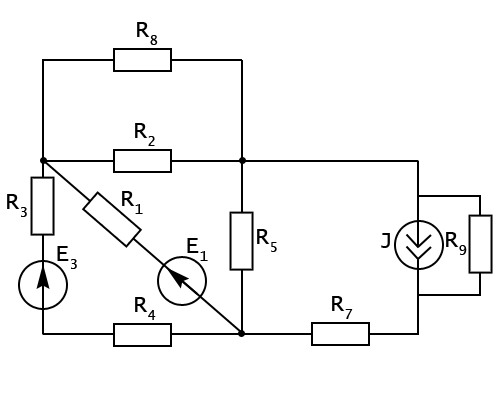 R₈
R₂
R₃
R₁
E₁
E₃
R₅
J
R₉
R₄
R₇